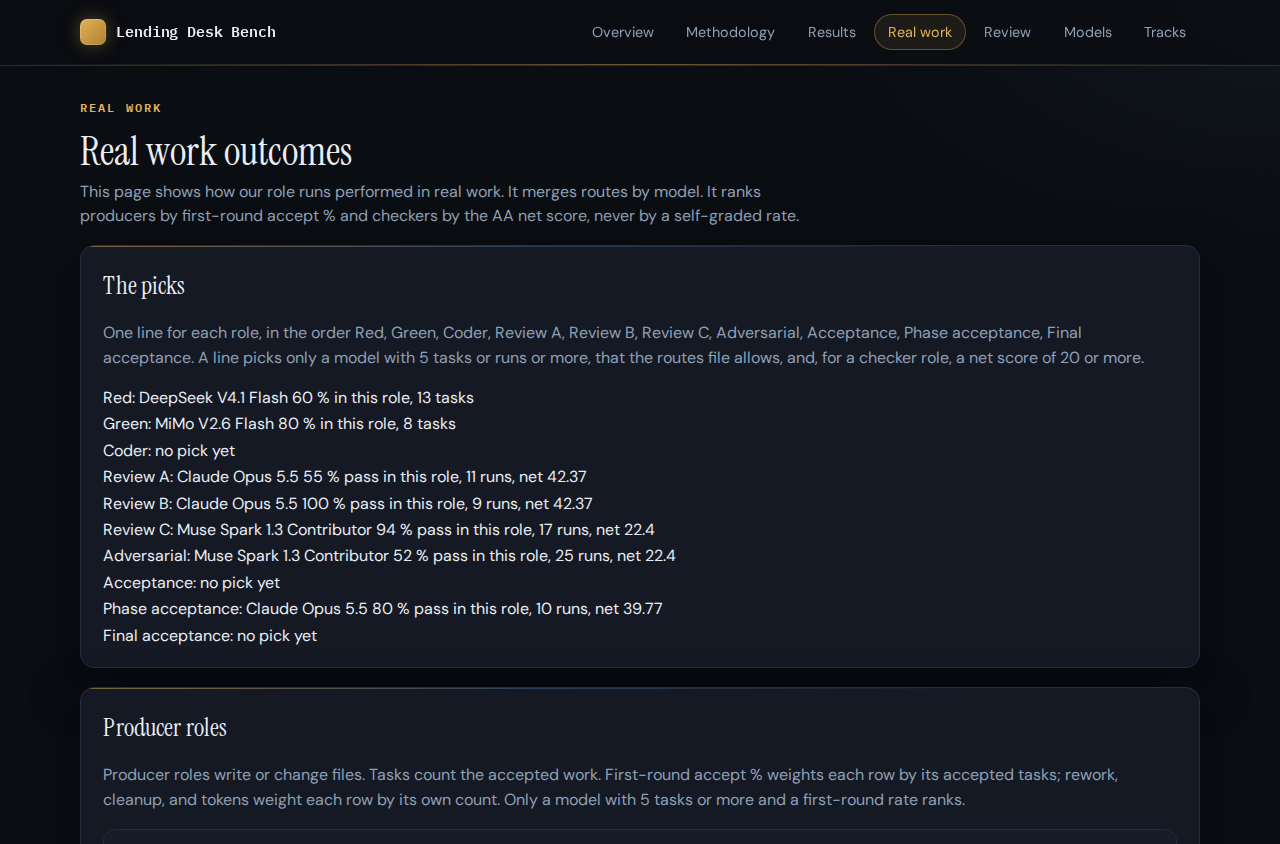 Lending Desk Bench
Overview
Methodology
Results
Real work
Review
Models
Tracks
REAL WORK
Real work outcomes
This page shows how our role runs performed in real work. It merges routes by model. It ranks
producers by first-round accept % and checkers by the AA net score, never by a self-graded rate.
The picks
One line for each role, in the order Red, Green, Coder, Review A, Review B, Review C, Adversarial, Acceptance, Phase acceptance, Final
acceptance. A line picks only a model with 5 tasks or runs or more, that the routes file allows, and, for a checker role, a net score of 20 or more.
Red: DeepSeek V4.1 Flash 60 % in this role, 13 tasks
Green: MiMo V2.6 Flash 80 % in this role, 8 tasks
Coder: no pick yet
Review A: Claude Opus 5.5 55 % pass in this role, 11 runs, net 42.37
Review B: Claude Opus 5.5 100 % pass in this role, 9 runs, net 42.37
Review C: Muse Spark 1.3 Contributor 94 % pass in this role, 17 runs, net 22.4
Adversarial: Muse Spark 1.3 Contributor 52 % pass in this role, 25 runs, net 22.4
Acceptance: no pick yet
Phase acceptance: Claude Opus 5.5 80 % pass in this role, 10 runs, net 39.77
Final acceptance: no pick yet
Producer roles
Producer roles write or change files. Tasks count the accepted work. First-round accept % weights each row by its accepted tasks; rework,
cleanup, and tokens weight each row by its own count. Only a model with 5 tasks or more and a first-round rate ranks.